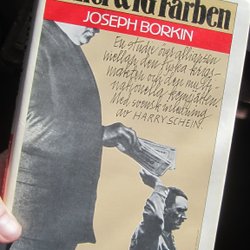 Farben
JOSEPH BORKIN
En studie över alliansen
mellan den tyska krigs-
makten och den multi-
nationella kemijätten.
Med svensk inledning
av HARRY SCHEIN.